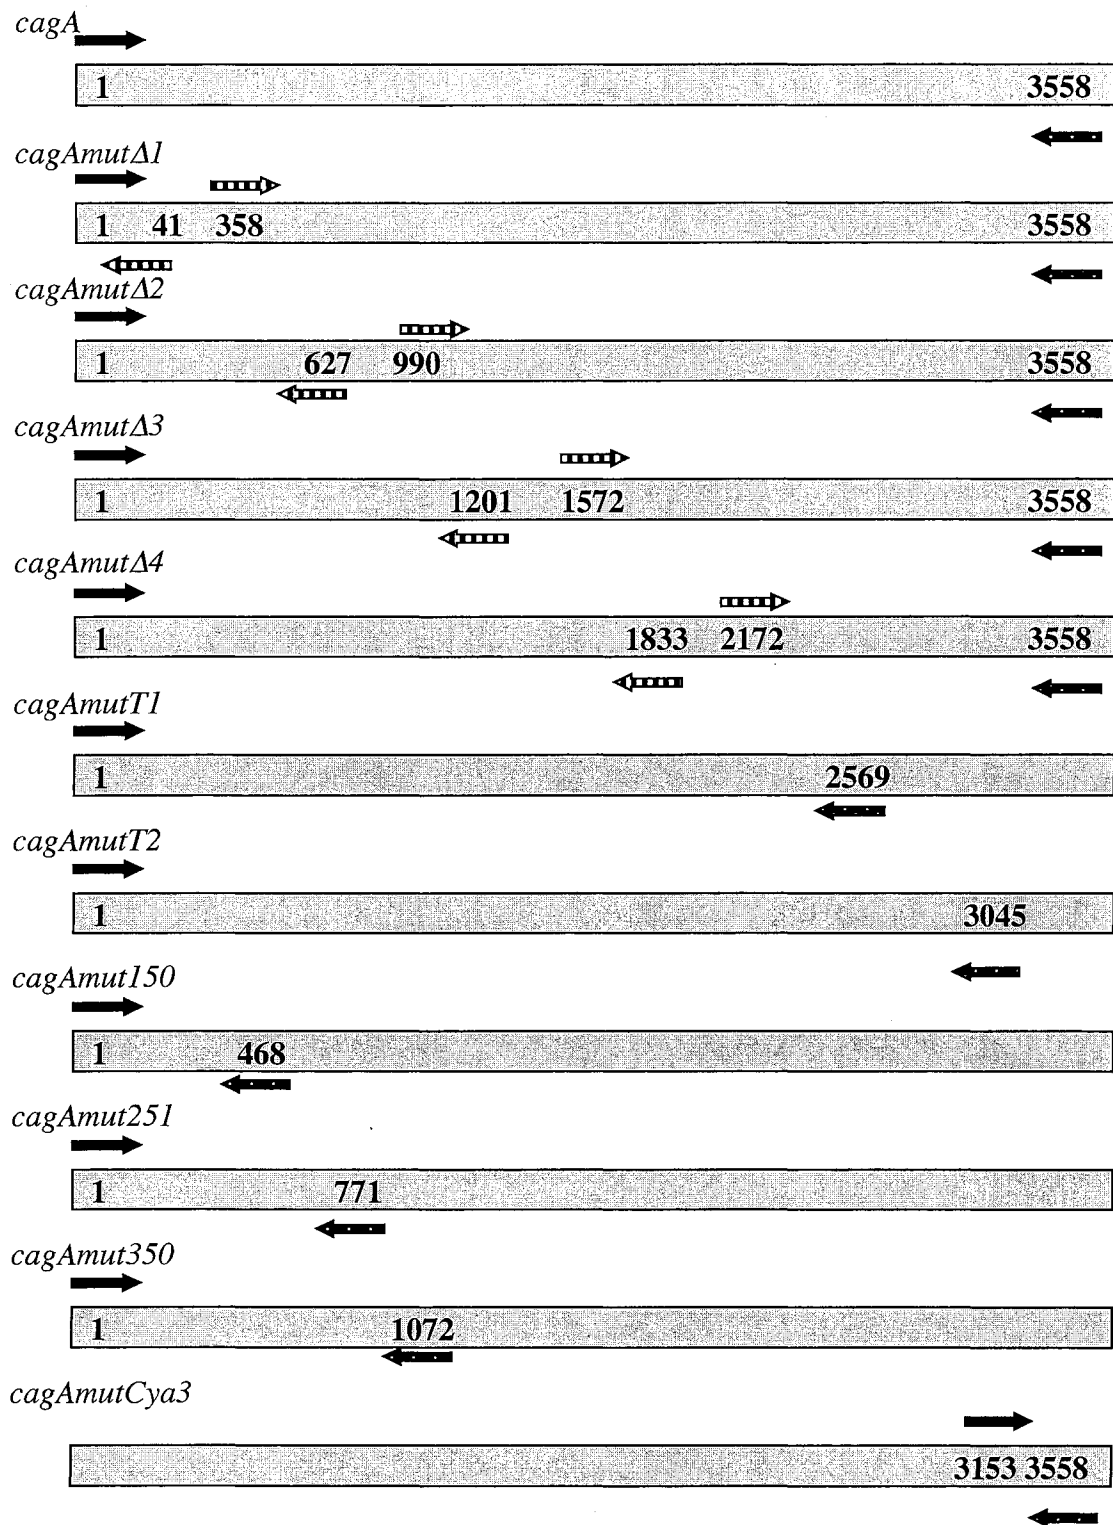 cagA
1 3558
cagAmutΔ1
1 41 358 3558
cagAmutΔ2
1 627 990 3558
cagAmutΔ3
1 1201 1572 3558
cagAmutΔ4
1 1833 2172 3558
cagAmutT1
1 2569
cagAmutT2
1 3045
cagAmut150
1 468
cagAmut251
1 771
cagAmut350
1 1072
cagAmutCya3
3153 3558